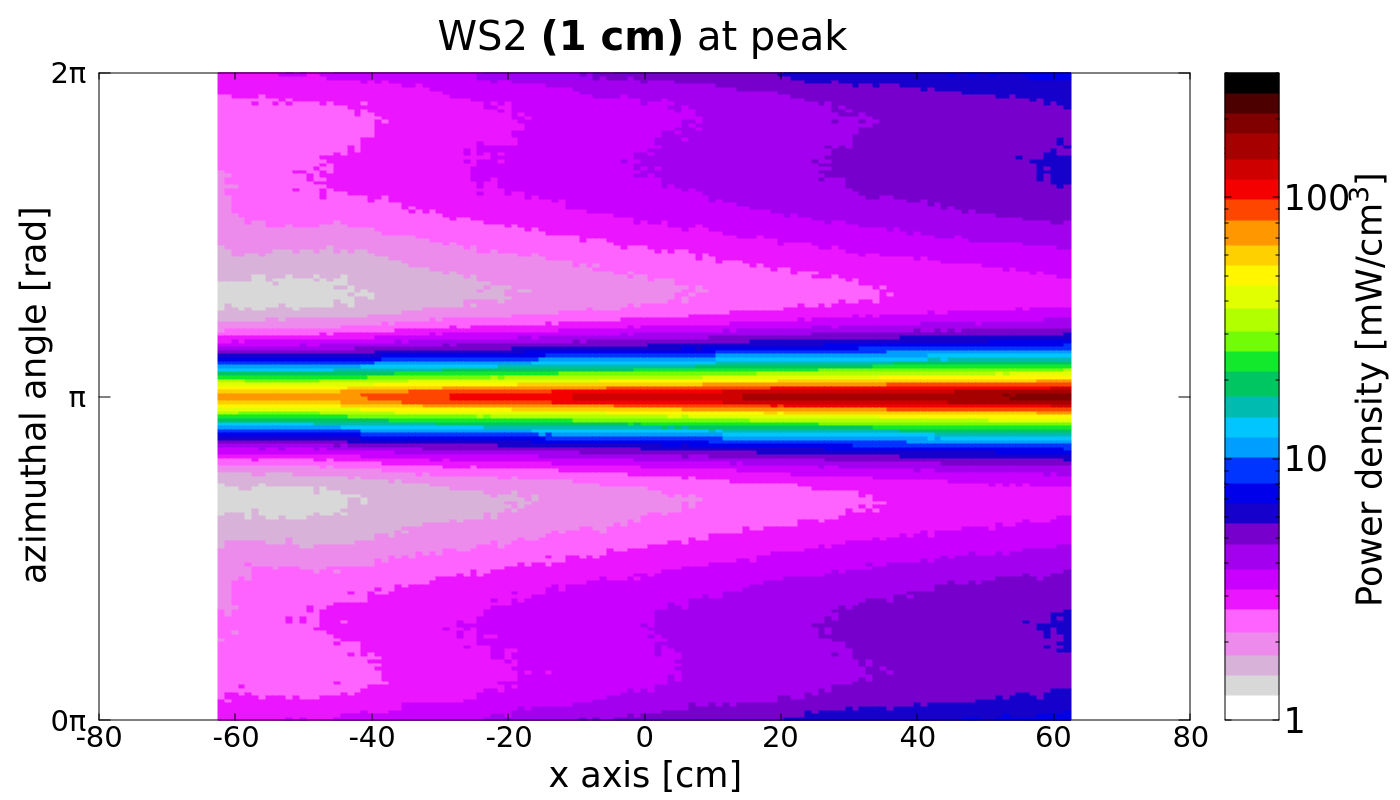 WS2 (1 cm) at peak
2π
π
0π
azimuthal angle [rad]
-80 -60 -40 -20 0 20 40 60 80
x axis [cm]
100
10
1
Power density [mW/cm³]